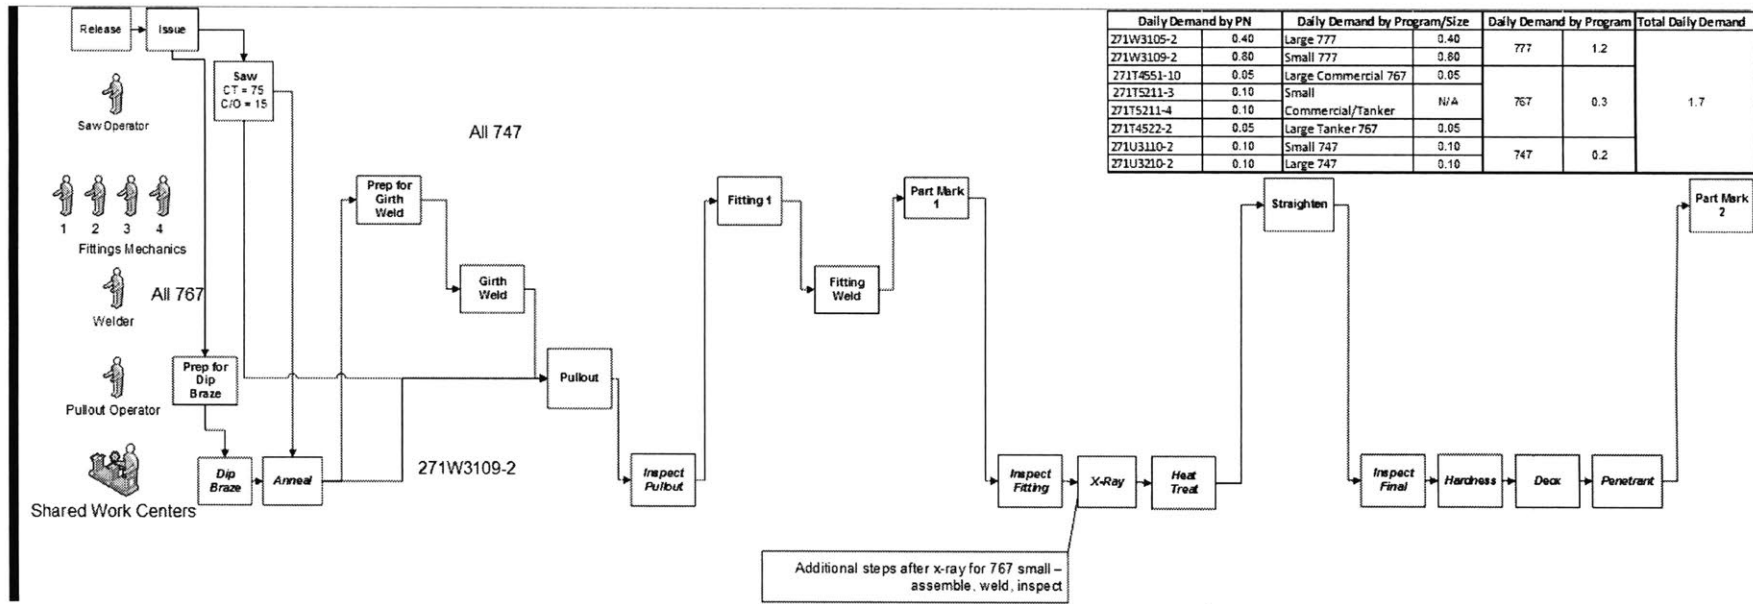 Release
Issue
Saw
CT = 75
C/O = 15
Saw Operator
1 2 3 4
Fittings Mechanics
Welder
Pullout Operator
Shared Work Centers
All 767
All 747
271W3109-2
Prep for
Dip
Braze
Dip
Braze
Anneal
Prep for
Girth
Weld
Girth
Weld
Pullout
Inspect
Pullout
Fitting 1
Fitting
Weld
Part Mark
1
Inspect
Fitting
X-Ray
Heat
Treat
Additional steps after x-ray for 767 small –
assemble, weld, inspect
Straighten
Inspect
Final
Hardness
Deox
Penetrant
Part Mark
2
Daily Demand by PN Daily Demand by Program/Size Daily Demand by Program Total Daily Demand
271W3105-2 0.40 Large 777 0.40 777 1.2
271W3109-2 0.80 Small 777 0.80
271T4551-10 0.05 Large Commercial 767 0.05 767 0.3 1.7
271T5211-3 0.10 Small
Commercial/Tanker N/A
271T5211-4 0.10
271T4522-2 0.05 Large Tanker 767 0.05
271U3110-2 0.10 Small 747 0.10 747 0.2
271U3210-2 0.10 Large 747 0.10